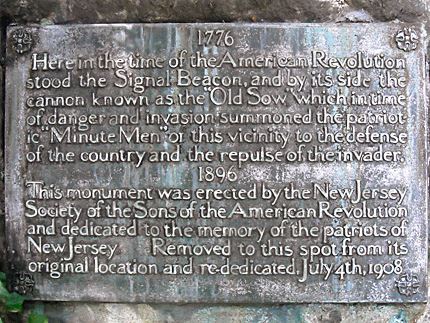 1776
Here in the time of the American Revolution
stood the Signal Beacon, and by its side the
cannon known as the "Old Sow" which in time
of danger and invasion summoned the patriot-
ic "Minute Men" of this vicinity to the defense
of the country and the repulse of the invader.
1896
This monument was erected by the New Jersey
Society of the Sons of the American Revolution
and dedicated to the memory of the patriots of
New Jersey Removed to this spot from its
original location and re-dedicated, July 4th, 1908